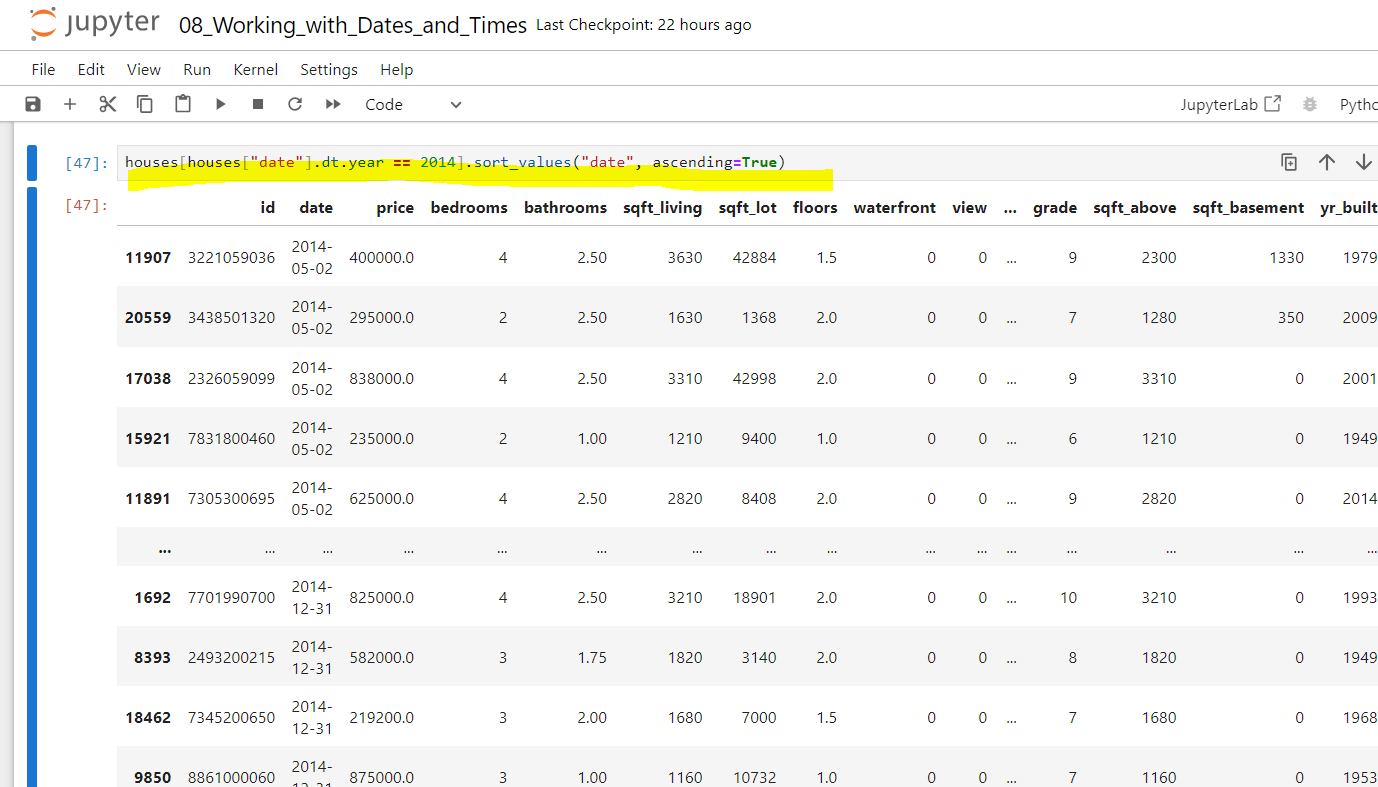 jupyter 08_Working_with_Dates_and_Times Last Checkpoint: 22 hours ago
File Edit View Run Kernel Settings Help
Code JupyterLab Pytho
[47]: houses[houses["date"].dt.year == 2014].sort_values("date", ascending=True)
[47]:
id date price bedrooms bathrooms sqft_living sqft_lot floors waterfront view ... grade sqft_above sqft_basement yr_built
11907 3221059036 2014-05-02 400000.0 4 2.50 3630 42884 1.5 0 0 ... 9 2300 1330 1979
20559 3438501320 2014-05-02 295000.0 2 2.50 1630 1368 2.0 0 0 ... 7 1280 350 2009
17038 2326059099 2014-05-02 838000.0 4 2.50 3310 42998 2.0 0 0 ... 9 3310 0 2001
15921 7831800460 2014-05-02 235000.0 2 1.00 1210 9400 1.0 0 0 ... 6 1210 0 1949
11891 7305300695 2014-05-02 625000.0 4 2.50 2820 8408 2.0 0 0 ... 9 2820 0 2014
... ... ... ... ... ... ... ... ... ... ... ... ... ... ... ...
1692 7701990700 2014-12-31 825000.0 4 2.50 3210 18901 2.0 0 0 ... 10 3210 0 1993
8393 2493200215 2014-12-31 582000.0 3 1.75 1820 3140 2.0 0 0 ... 8 1820 0 1949
18462 7345200650 2014-12-31 219200.0 3 2.00 1680 7000 1.5 0 0 ... 7 1680 0 1968
9850 8861000060 2014-12-31 875000.0 3 1.00 1160 10732 1.0 0 0 ... 7 1160 0 1953